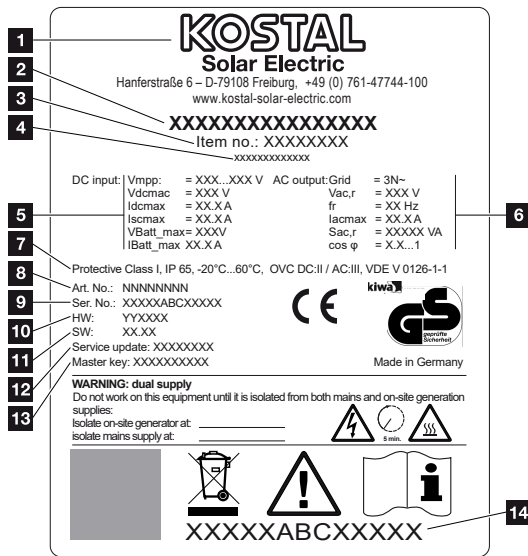 KOSTAL
Solar Electric
Hanferstraße 6 – D-79108 Freiburg, +49 (0) 761-47744-100
www.kostal-solar-electric.com
XXXXXXXXXXXXXXXX
Item no.: XXXXXXXX
xxxxxxxxxxxxx
DC input: Vmpp: = XXX...XXX V AC output: Grid = 3N~
Vdcmac = XXX V Vac,r = XXX V
Idcmax = XX.X A fr = XX Hz
Iscmax = XX.X A Iacmax = XX.X A
VBatt_max= XXXV Sac,r = XXXXX VA
IBatt_max XX.X A cos φ = X.X...1
Protective Class I, IP 65, -20°C...60°C, OVC DC:II / AC:III, VDE V 0126-1-1
Art. No.: NNNNNNNN
Ser. No.: XXXXXABCXXXXX
HW: YYXXXX
SW: XX.XX
Service update: XXXXXXXX
Master key: XXXXXXXXXX
CE
kiwa
GS
geprüfte
Sicherheit
Made in Germany
WARNING: dual supply
Do not work on this equipment until it is isolated from both mains and on-site generation
supplies:
Isolate on-site generator at:
isolate mains supply at:
5 min.
i
XXXXXABCXXXXX
1
2
3
4
5
6
7
8
9
10
11
12
13
14